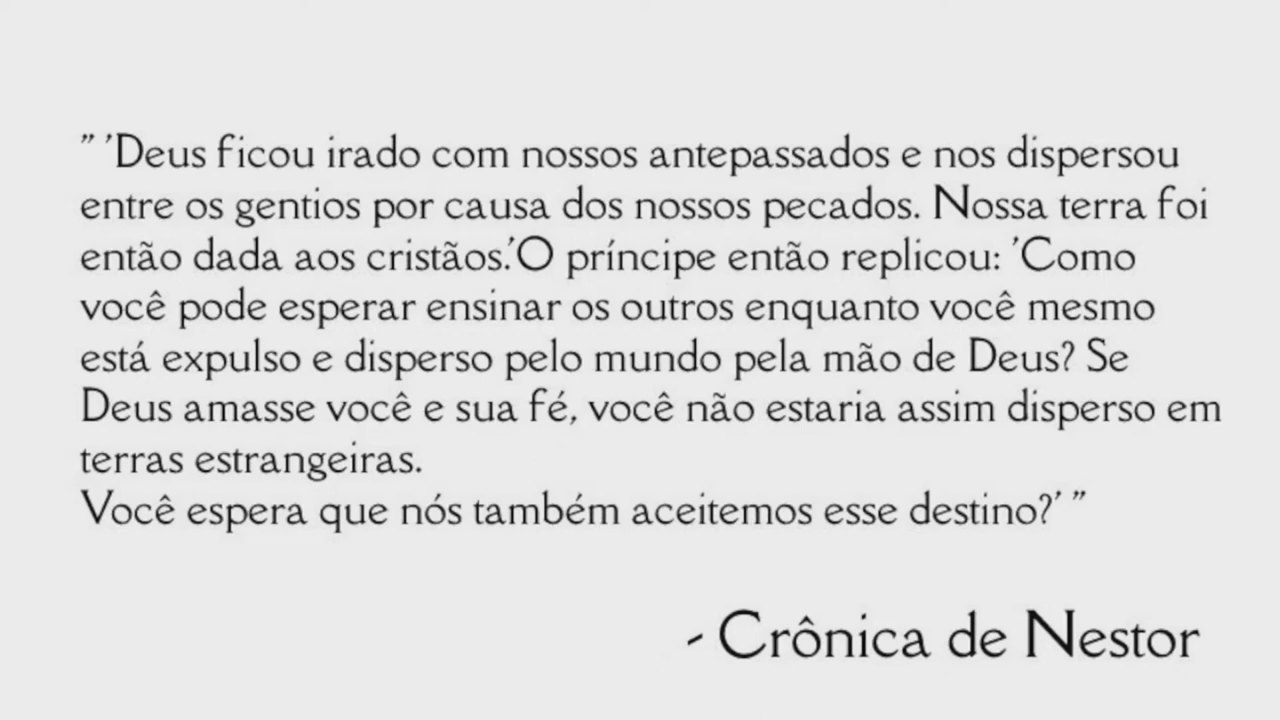 " 'Deus ficou irado com nossos antepassados e nos dispersou
entre os gentios por causa dos nossos pecados. Nossa terra foi
então dada aos cristãos.'O príncipe então replicou: 'Como
você pode esperar ensinar os outros enquanto você mesmo
está expulso e disperso pelo mundo pela mão de Deus? Se
Deus amasse você e sua fé, você não estaria assim disperso em
terras estrangeiras.
Você espera que nós também aceitemos esse destino?' "
- Crônica de Nestor